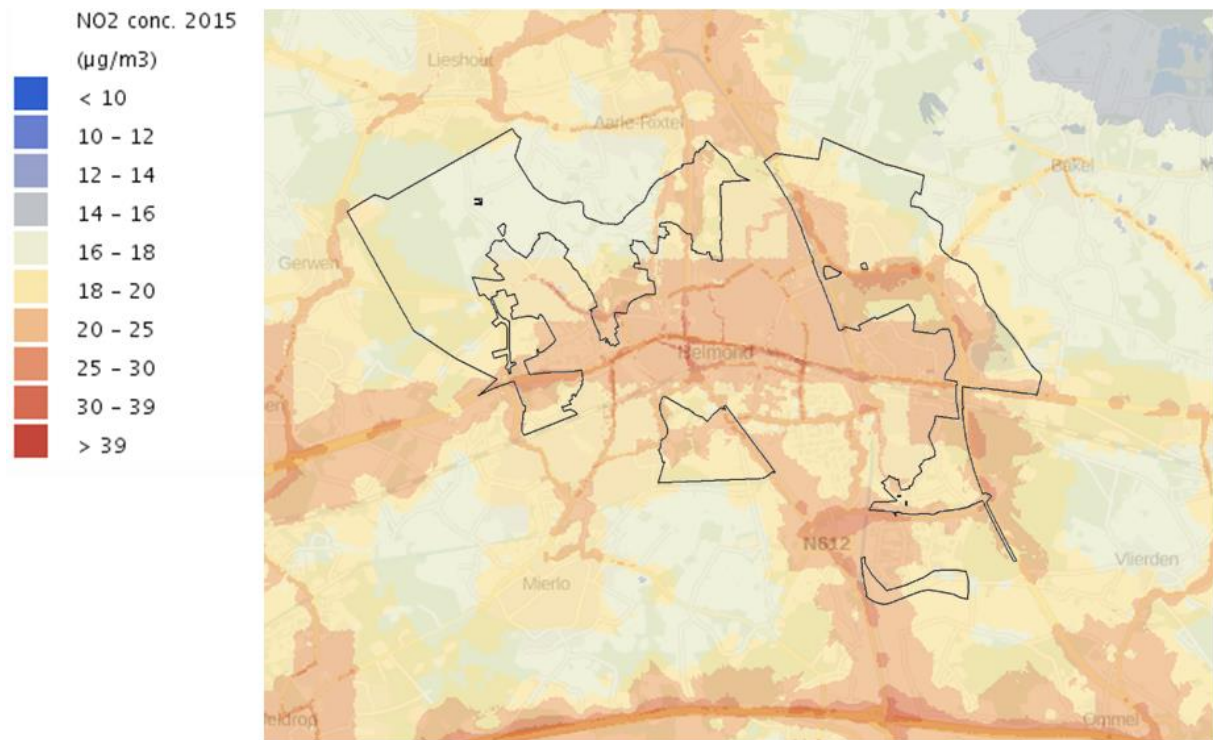 NO2 conc. 2015
(µg/m3)
< 10
10 – 12
12 – 14
14 – 16
16 – 18
18 – 20
20 – 25
25 – 30
30 – 39
> 39
Lieshout
Aarle-Rixtel
Bakel
Gerwen
Helmond
N612
Vlierden
Mierlo
Ommel